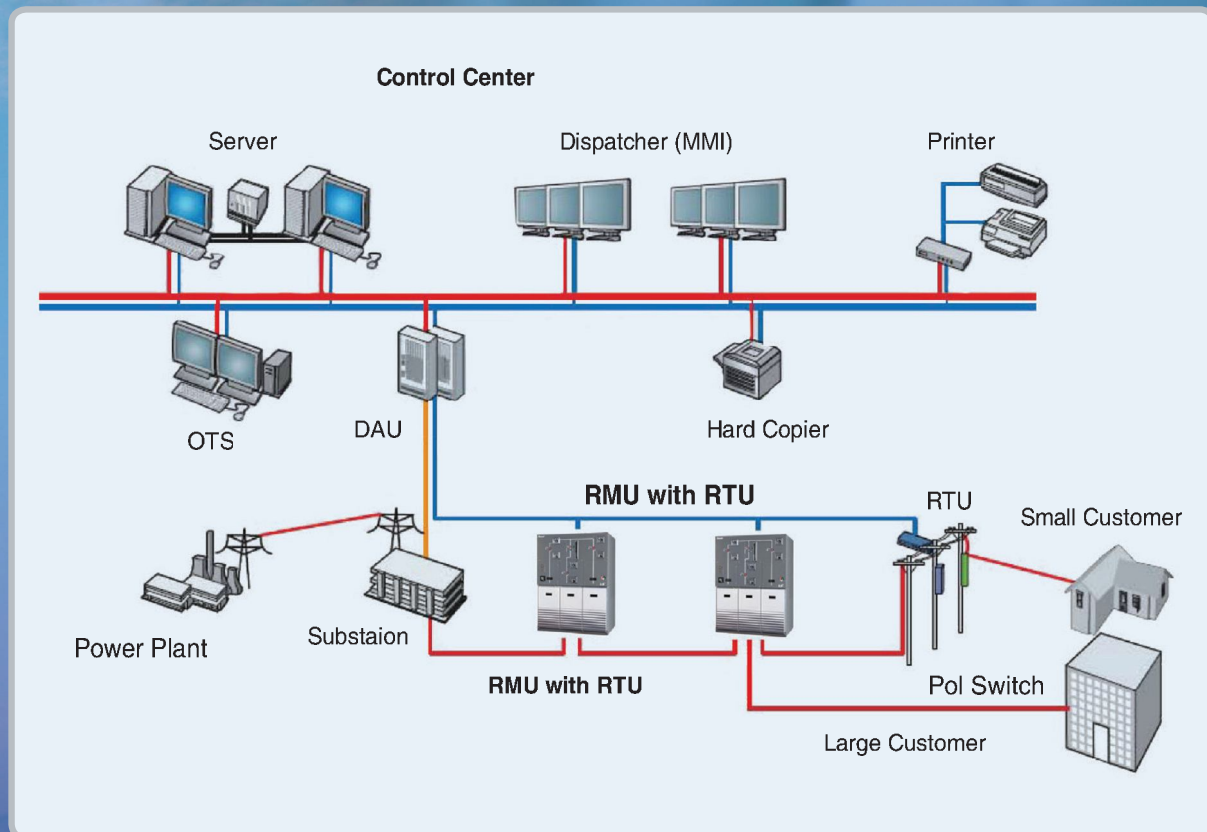 Control Center
Server
Dispatcher (MMI)
Printer
OTS
DAU
Hard Copier
RMU with RTU
RTU
Small Customer
Power Plant
Substaion
RMU with RTU
Pol Switch
Large Customer